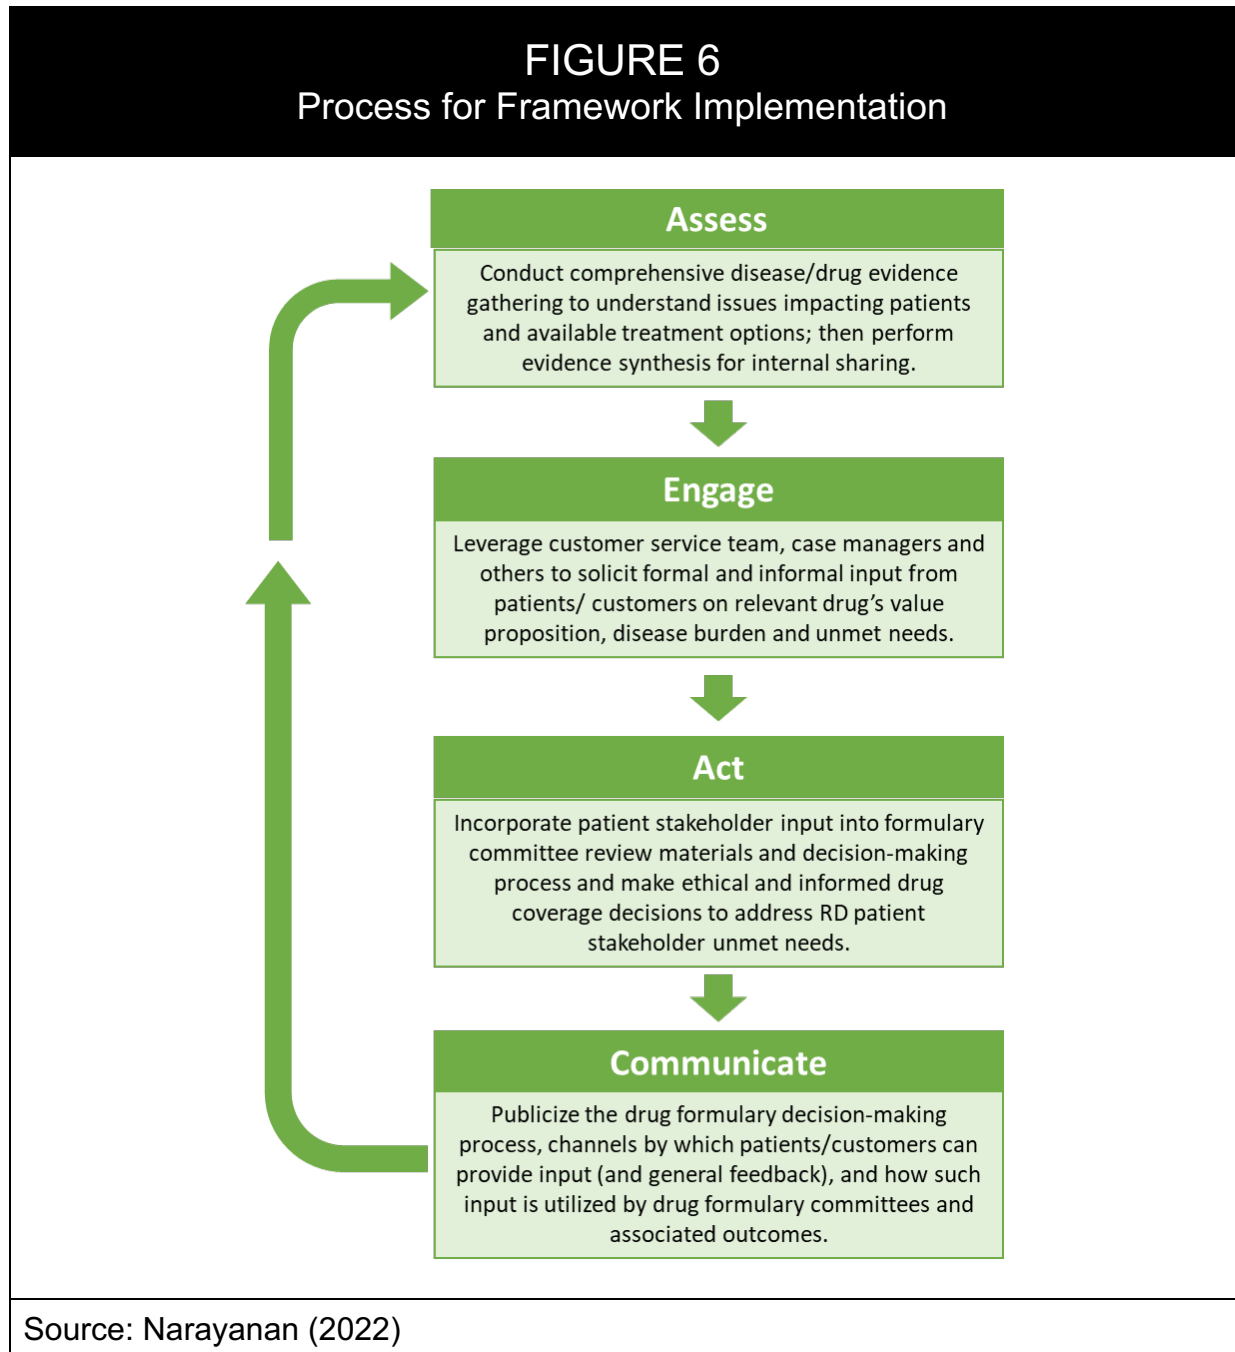 FIGURE 6
Process for Framework Implementation
Assess
Conduct comprehensive disease/drug evidence
gathering to understand issues impacting patients
and available treatment options; then perform
evidence synthesis for internal sharing.
Engage
Leverage customer service team, case managers and
others to solicit formal and informal input from
patients/ customers on relevant drug’s value
proposition, disease burden and unmet needs.
Act
Incorporate patient stakeholder input into formulary
committee review materials and decision-making
process and make ethical and informed drug
coverage decisions to address RD patient
stakeholder unmet needs.
Communicate
Publicize the drug formulary decision-making
process, channels by which patients/customers can
provide input (and general feedback), and how such
input is utilized by drug formulary committees and
associated outcomes.
Source: Narayanan (2022)